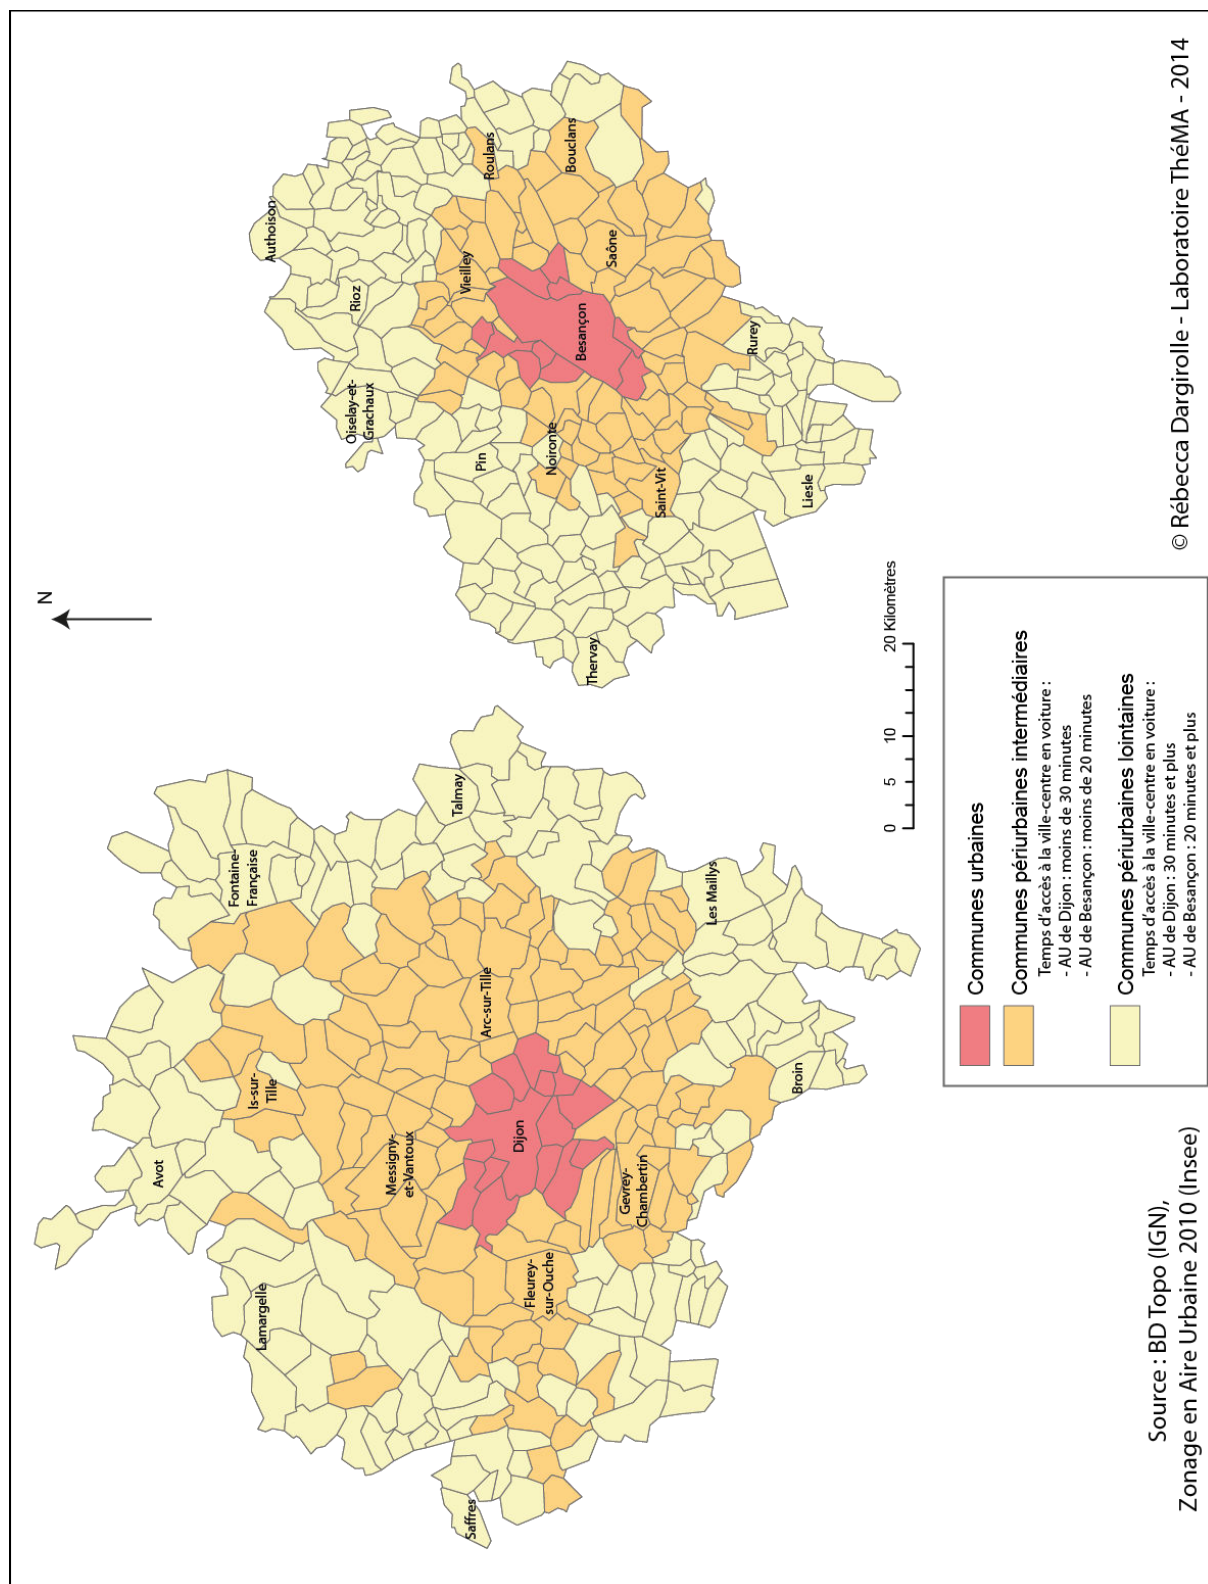 N
Avot
Lamargelle
Is-sur-
Tille
Fontaine-
Française
Messigny-
et-Vantoux
Saffres
Talmay
Arc-sur-Tille
Dijon
Fleurey-
sur-Ouche
Gevrey-
Chambertin
Les Maillys
Broin
Authoison
Rioz
Oiselay-et-
Grachaux
Roulans
Vieilley
Pin
Bouclans
Besançon
Noironte
Saône
Thervay
Saint-Vit
Rurey
Liesle
0
5
10
20 Kilomètres
Communes urbaines
Communes périurbaines intermédiaires
Temps d'accès à la ville-centre en voiture :
- AU de Dijon : moins de 30 minutes
- AU de Besançon : moins de 20 minutes
Communes périurbaines lointaines
Temps d'accès à la ville-centre en voiture :
- AU de Dijon : 30 minutes et plus
- AU de Besançon : 20 minutes et plus
Source : BD Topo (IGN),
Zonage en Aire Urbaine 2010 (Insee)
© Rébecca Dargirolle - Laboratoire ThéMA - 2014